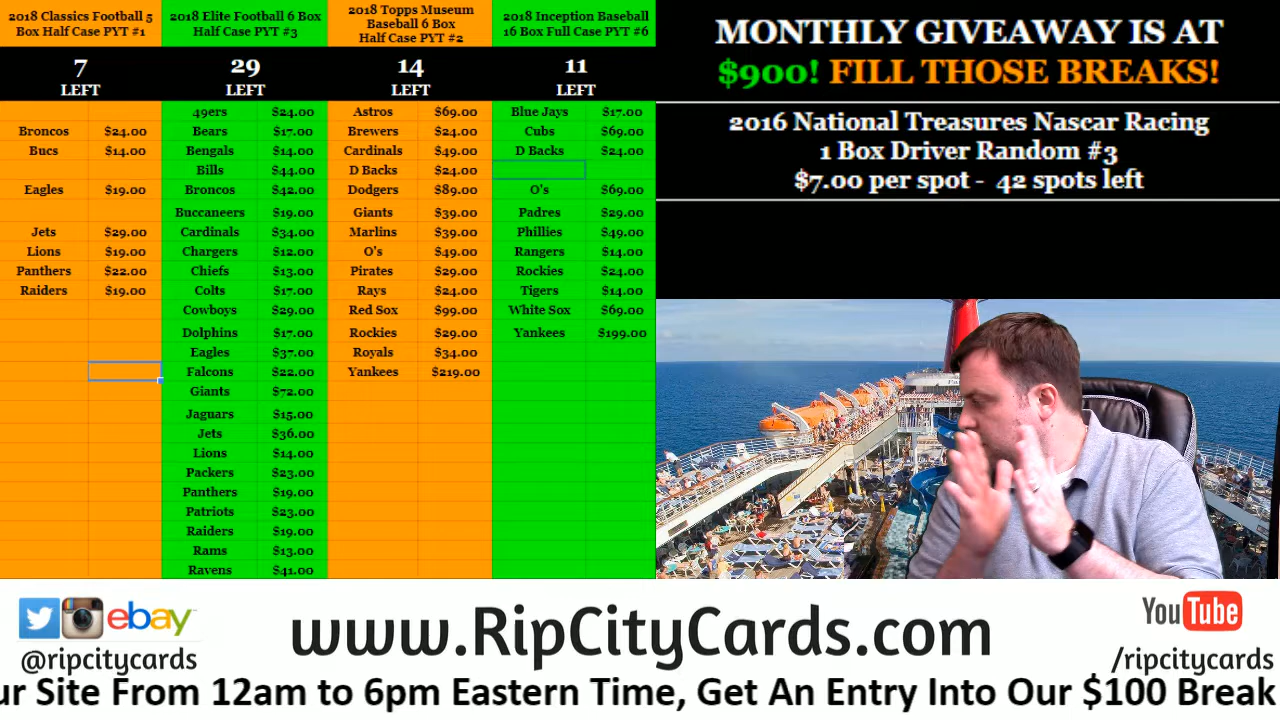 2018 Classics Football 5 Box Half Case PYT #1
7
LEFT
Broncos $24.00
Bucs $14.00
Eagles $19.00
Jets $29.00
Lions $19.00
Panthers $22.00
Raiders $19.00
2018 Elite Football 6 Box Half Case PYT #3
29
LEFT
49ers $24.00
Bears $17.00
Bengals $14.00
Bills $44.00
Broncos $42.00
Buccaneers $19.00
Cardinals $34.00
Chargers $12.00
Chiefs $13.00
Colts $17.00
Cowboys $29.00
Dolphins $17.00
Eagles $37.00
Falcons $22.00
Giants $72.00
Jaguars $15.00
Jets $36.00
Lions $14.00
Packers $23.00
Panthers $19.00
Patriots $23.00
Raiders $19.00
Rams $13.00
Ravens $41.00
2018 Topps Museum Baseball 6 Box Half Case PYT #2
14
LEFT
Astros $69.00
Brewers $24.00
Cardinals $49.00
D Backs $24.00
Dodgers $89.00
Giants $39.00
Marlins $39.00
O's $49.00
Pirates $29.00
Rays $24.00
Red Sox $99.00
Rockies $29.00
Royals $34.00
Yankees $219.00
2018 Inception Baseball 16 Box Full Case PYT #6
11
LEFT
Blue Jays $17.00
Cubs $69.00
D Backs $24.00
O's $69.00
Padres $29.00
Phillies $49.00
Rangers $14.00
Rockies $24.00
Tigers $14.00
White Sox $69.00
Yankees $199.00
MONTHLY GIVEAWAY IS AT
$900! FILL THOSE BREAKS!
2016 National Treasures Nascar Racing
1 Box Driver Random #3
$7.00 per spot - 42 spots left
ebay
@ripcitycards
www.RipCityCards.com
YouTube
/ripcitycards
ur Site From 12am to 6pm Eastern Time, Get An Entry Into Our $100 Break